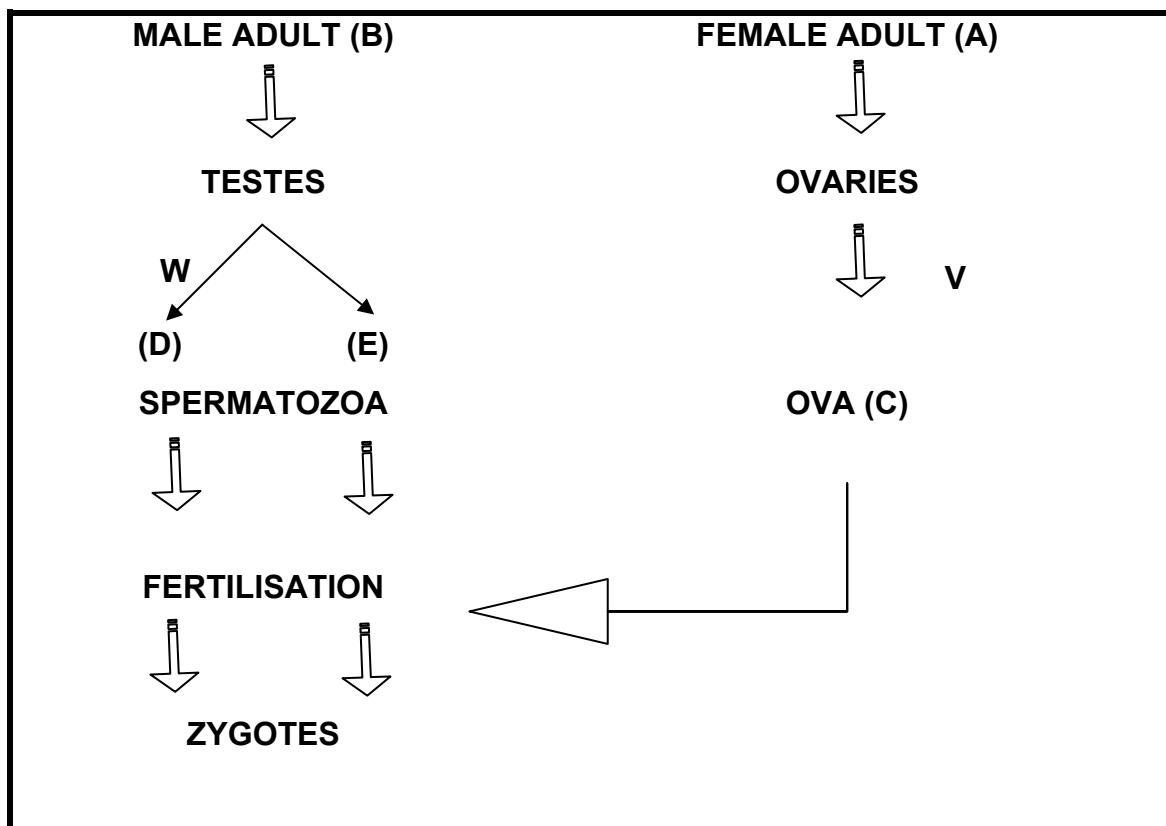 MALE ADULT (B) FEMALE ADULT (A)
TESTES OVARIES
W V
(D) (E)
SPERMATOZOA OVA (C)
FERTILISATION
ZYGOTES